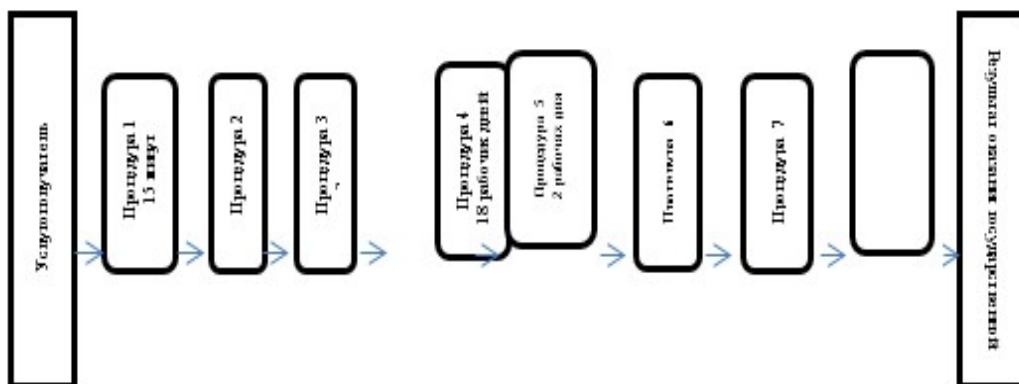 Услугополучатель
Процедура 1
15 минут
Процедура 2
Процедура 3
Процедура 4
18 рабочих дней
Процедура 5
2 рабочих дня
6
Процедура 7
Результат оказания государственной